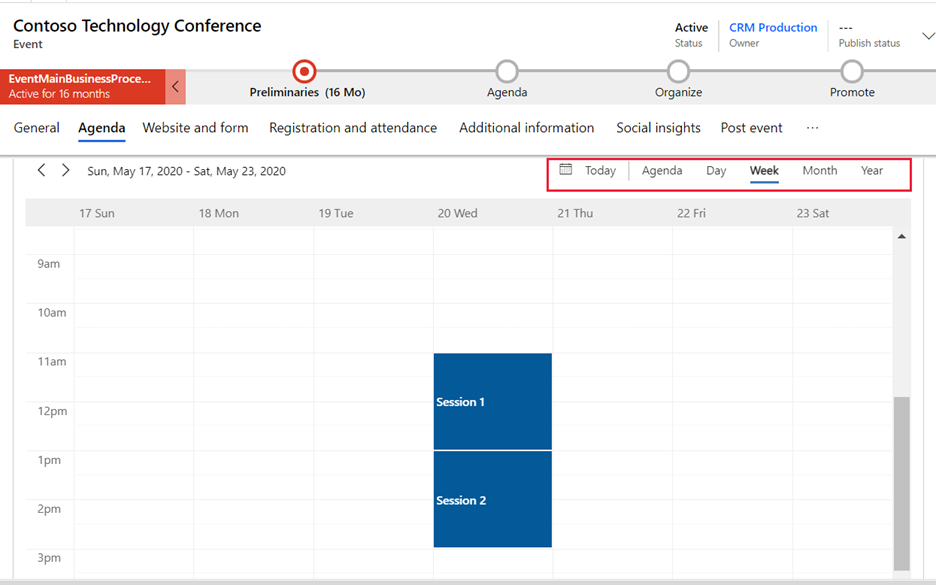 Contoso Technology Conference
Event
Active
Status
CRM Production
Owner
---
Publish status
EventMainBusinessProce...
Active for 16 months
Preliminaries (16 Mo)
Agenda
Organize
Promote
General Agenda Website and form Registration and attendance Additional information Social insights Post event ...
Sun, May 17, 2020 - Sat, May 23, 2020
Today Agenda Day Week Month Year
17 Sun 18 Mon 19 Tue 20 Wed 21 Thu 22 Fri 23 Sat
9am
10am
11am
Session 1
12pm
1pm
Session 2
2pm
3pm